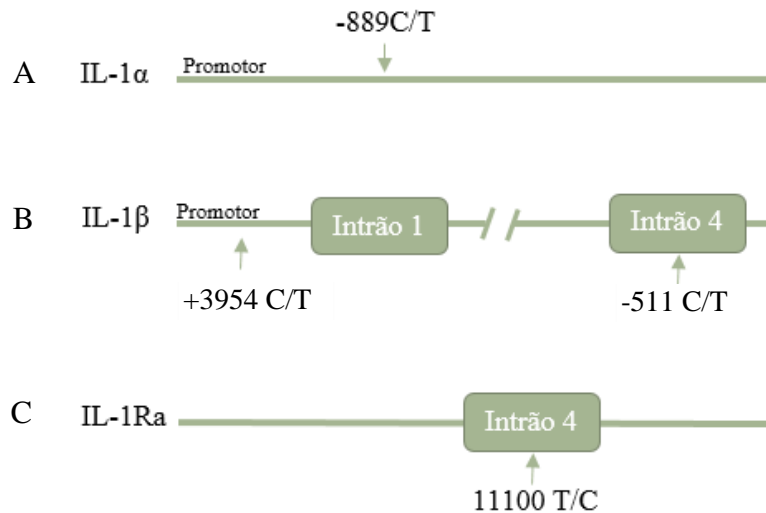 -889C/T
A IL-1α Promotor
B IL-1β Promotor Intrão 1 Intrão 4
+3954 C/T -511 C/T
C IL-1Ra Intrão 4
11100 T/C